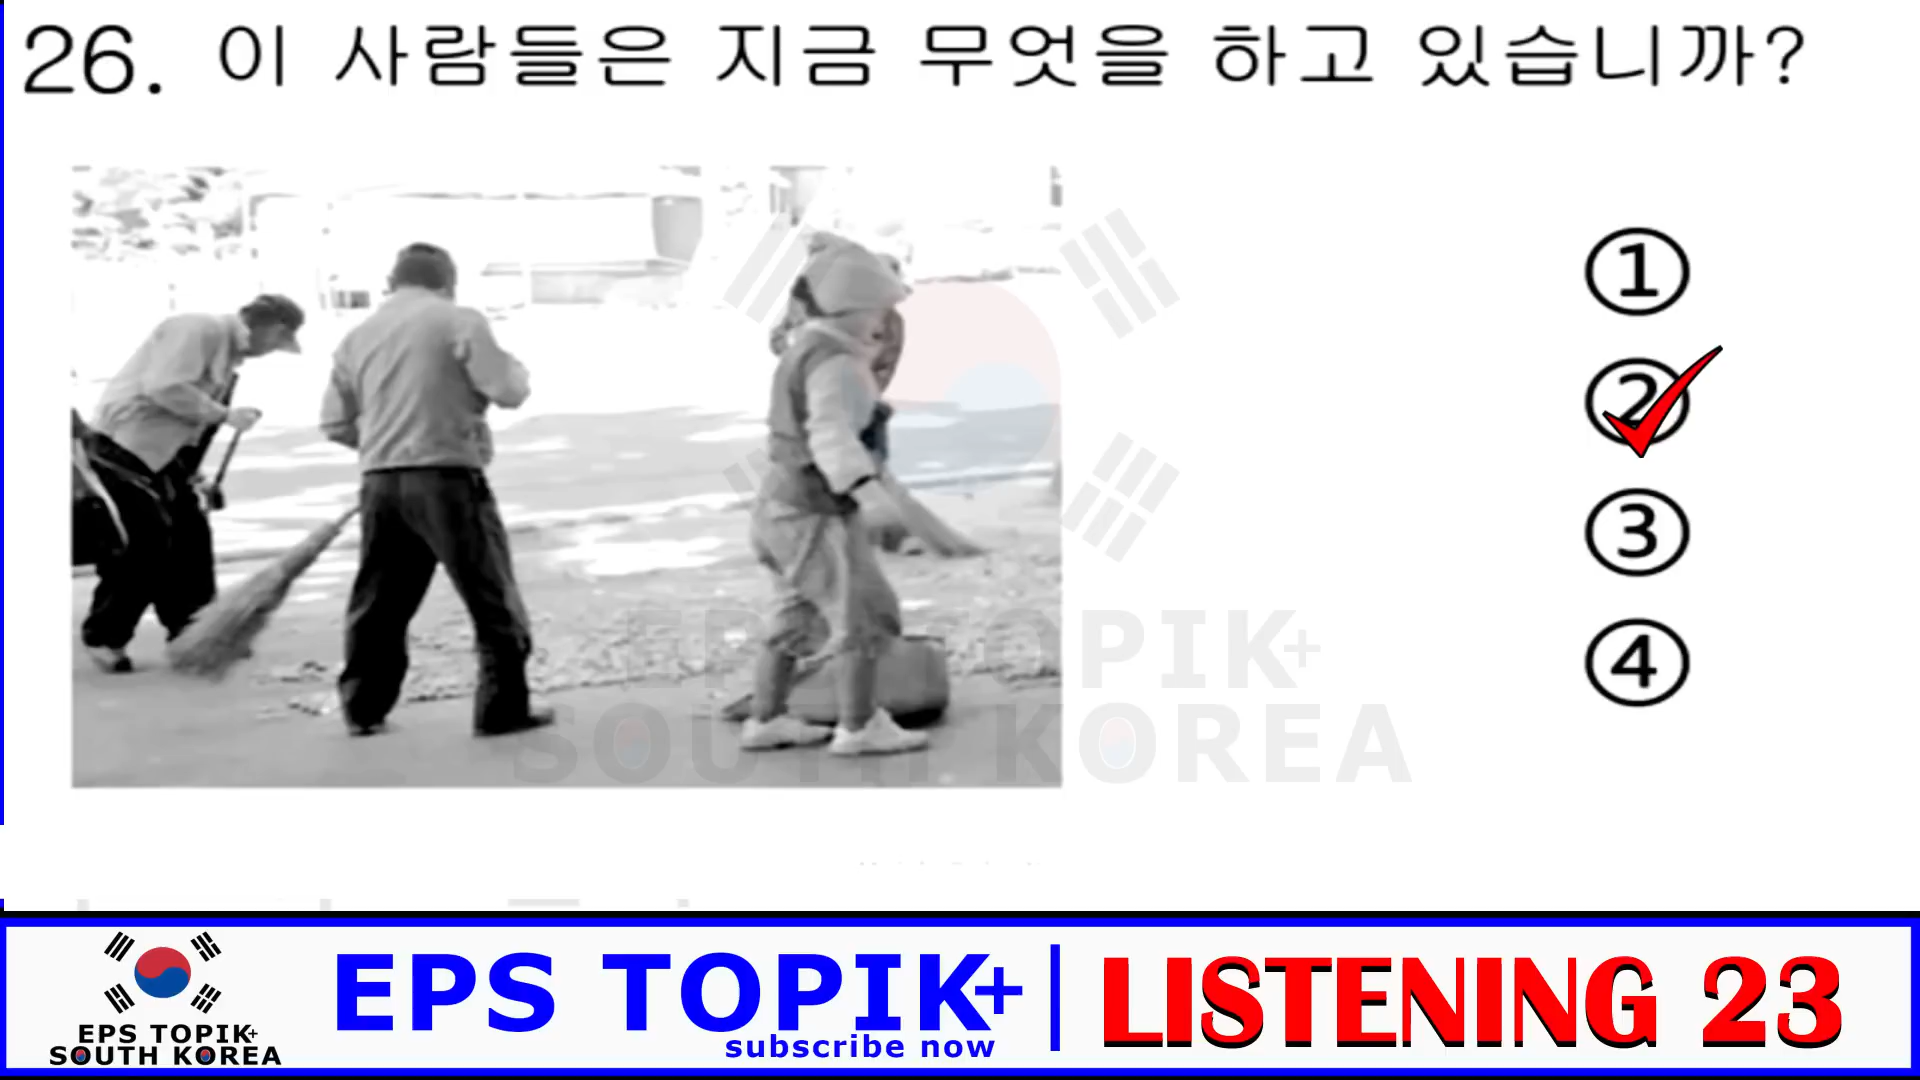 26. 이 사람들은 지금 무엇을 하고 있습니까?
①
②
③
④
EPS TOPIK+
SOUTH KOREA
EPS TOPIK+
SOUTH KOREA
EPS TOPIK+
subscribe now
LISTENING 23